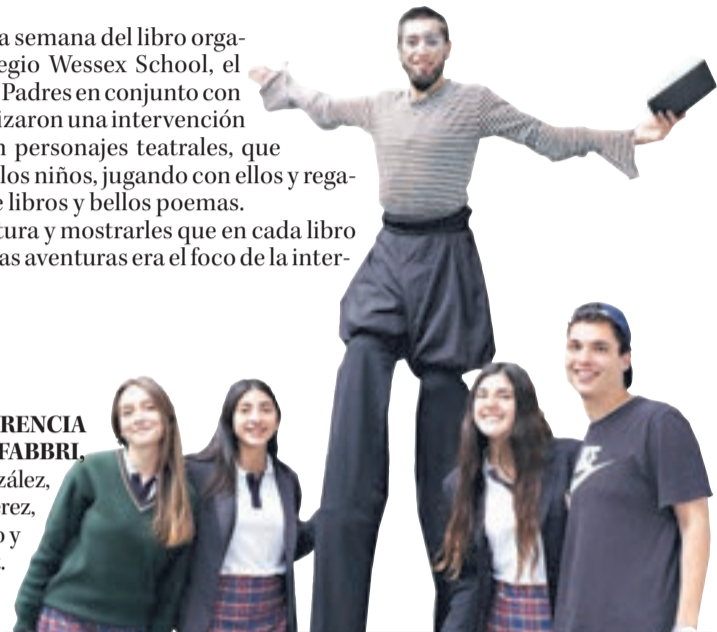 a semana del libro orga-
egio Wessex School, el
Padres en conjunto con
izaron una intervención
n personajes teatrales, que
los niños, jugando con ellos y rega-
e libros y bellos poemas.
tura y mostrarles que en cada libro
as aventuras era el foco de la inter-
RENCIA
FABBRI,
zález,
érez,
o y